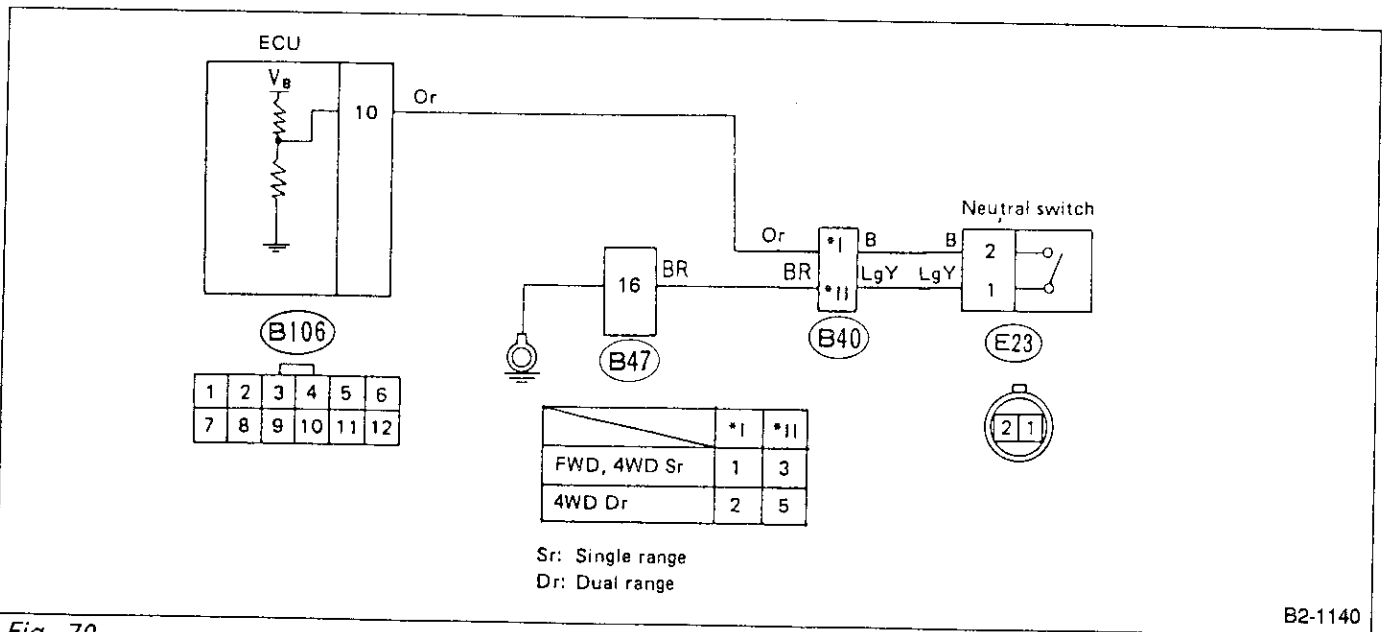 ECU
VB
10
Or
Neutral switch
Or *I B B 2
BR BR *II LgY LgY 1
16
B106
B47
B40
E23
1 2 3 4 5 6
7 8 9 10 11 12
2 1
*I *II
FWD, 4WD Sr 1 3
4WD Dr 2 5
Sr: Single range
Dr: Dual range
B2-1140
Fig. 70